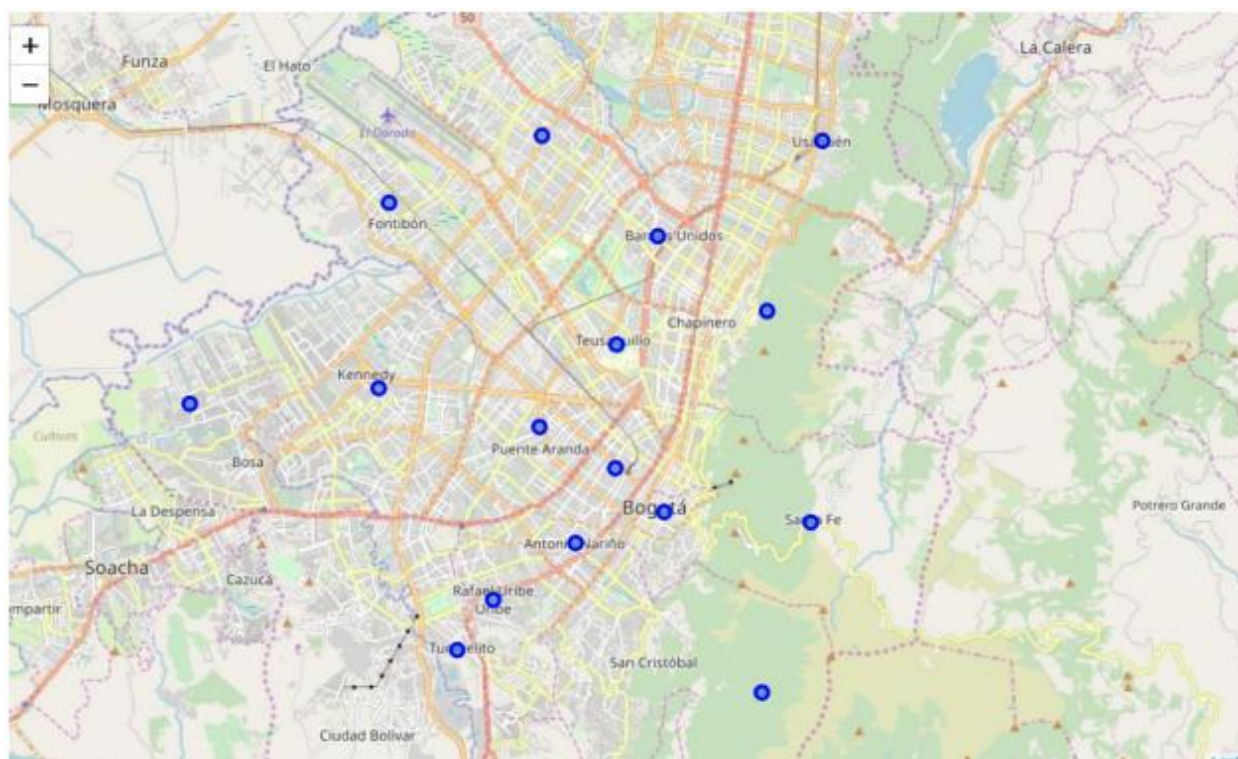 +
−
50
Funza
El Hato
La Calera
Mosquera
El Dorado
Usaquén
Fontibón
Barrios Unidos
Chapinero
Teusaquillo
Kennedy
Cultivos
Puente Aranda
Bosa
La Despensa
Bogotá
Santa Fe
Potrero Grande
Antonio Nariño
Soacha
Cazucá
Rafael Uribe
Uribe
ompartir
Tunjuelito
San Cristóbal
Ciudad Bolívar